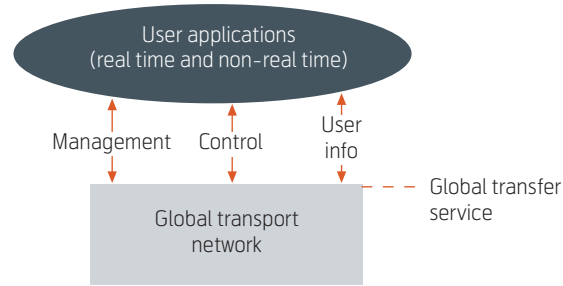 User applications
(real time and non-real time)
Management
Control
User
info
Global transfer
service
Global transport
network